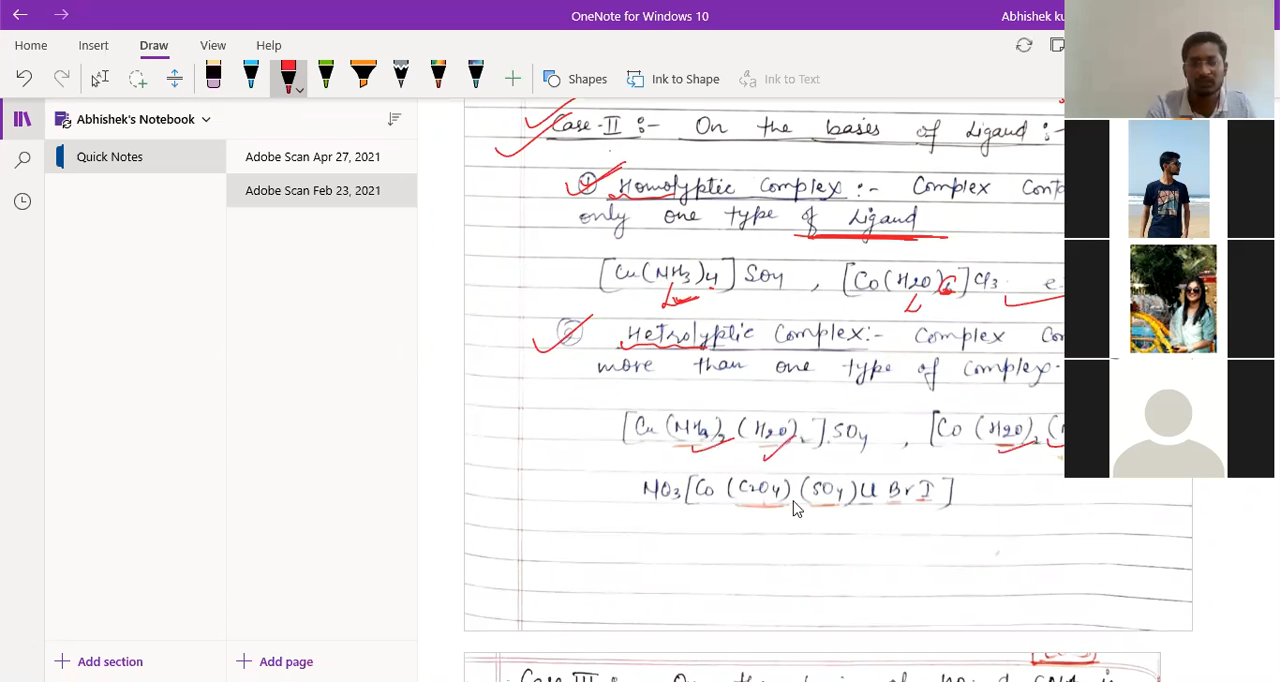 OneNote for Windows 10
Abhishek ku
Home Insert Draw View Help
Shapes Ink to Shape Ink to Text
Abhishek's Notebook
Quick Notes
Adobe Scan Apr 27, 2021
Adobe Scan Feb 23, 2021
Case-II :- On the bases of Ligand :-
① Homolyptic Complex :- Complex Cont
only one type of Ligand
[Cu(NH3)4] SO4 , [Co(H2O)6]Cl3 e
② Hetrolyptic Complex:- Complex Co
more than one type of complex.
[Cu(NH3)2(H2O)2]SO4 , [Co(H2O)2(
NO3[Co(C2O4)(SO4)Cl Br I]
Add section
Add page